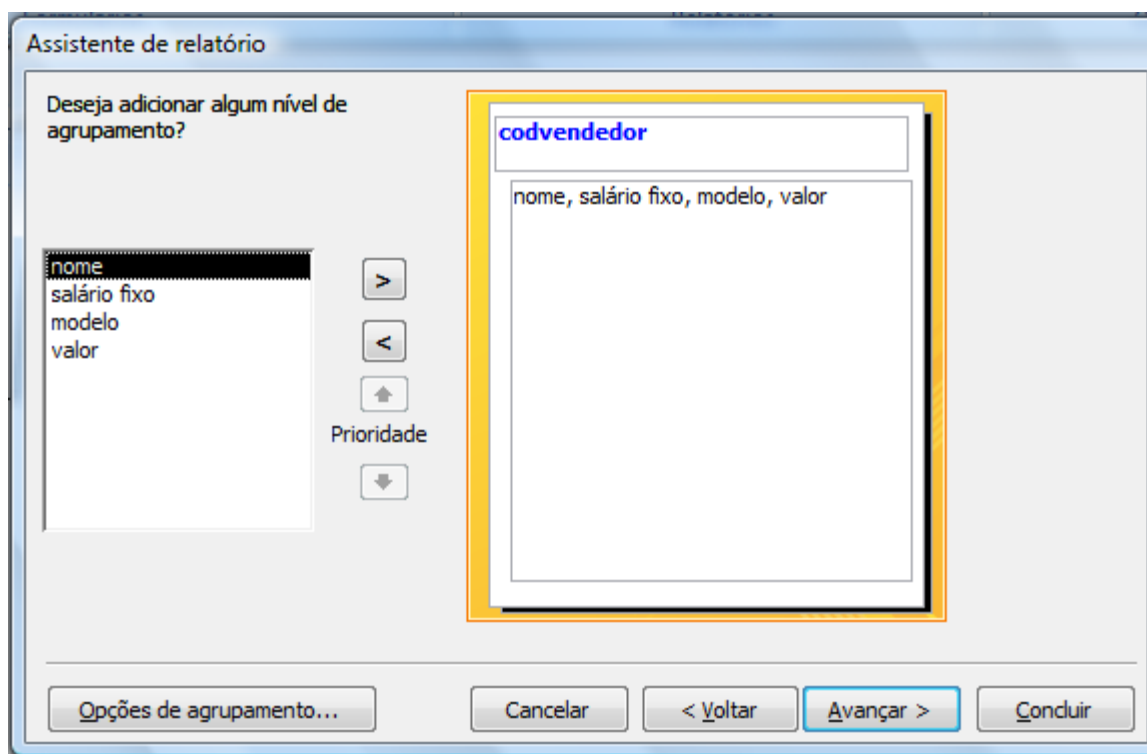 Assistente de relatório
Deseja adicionar algum nível de
agrupamento?
codvendedor
nome, salário fixo, modelo, valor
nome
salário fixo
modelo
valor
>
<
Prioridade
Opções de agrupamento...
Cancelar
< Voltar
Avançar >
Concluir